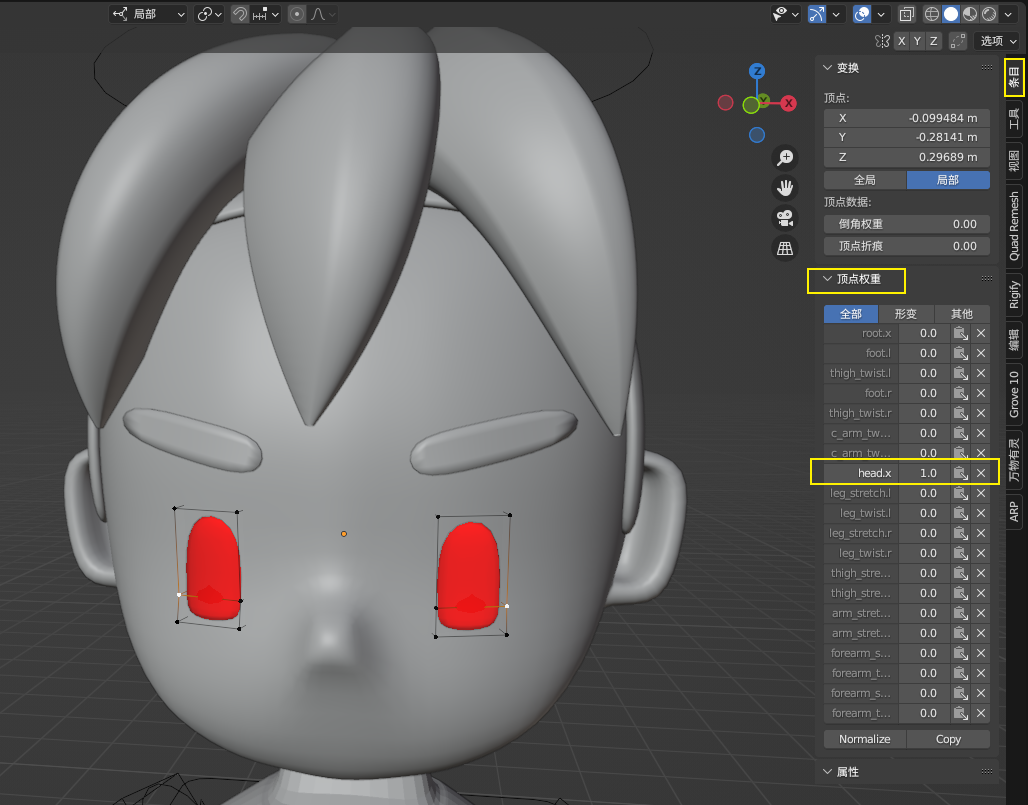 局部
X Y Z 选项
变换
Z
Y
X
顶点:
X -0.099484 m
Y -0.28141 m
Z 0.29689 m
全局 局部
顶点数据:
倒角权重 0.00
顶点折痕 0.00
顶点权重
全部 形变 其他
root.x 0.0
foot.l 0.0
thigh_twist.l 0.0
foot.r 0.0
thigh_twist.r 0.0
c_arm_tw... 0.0
c_arm_tw... 0.0
head.x 1.0
leg_stretch.l 0.0
leg_twist.l 0.0
leg_stretch.r 0.0
leg_twist.r 0.0
thigh_stre... 0.0
thigh_stre... 0.0
arm_stret... 0.0
arm_stret... 0.0
forearm_s... 0.0
forearm_t... 0.0
forearm_s... 0.0
forearm_t... 0.0
Normalize Copy
属性
条目
工具
视图
Quad Remesh
Rigify
编辑
Grove 10
万物有灵
ARP